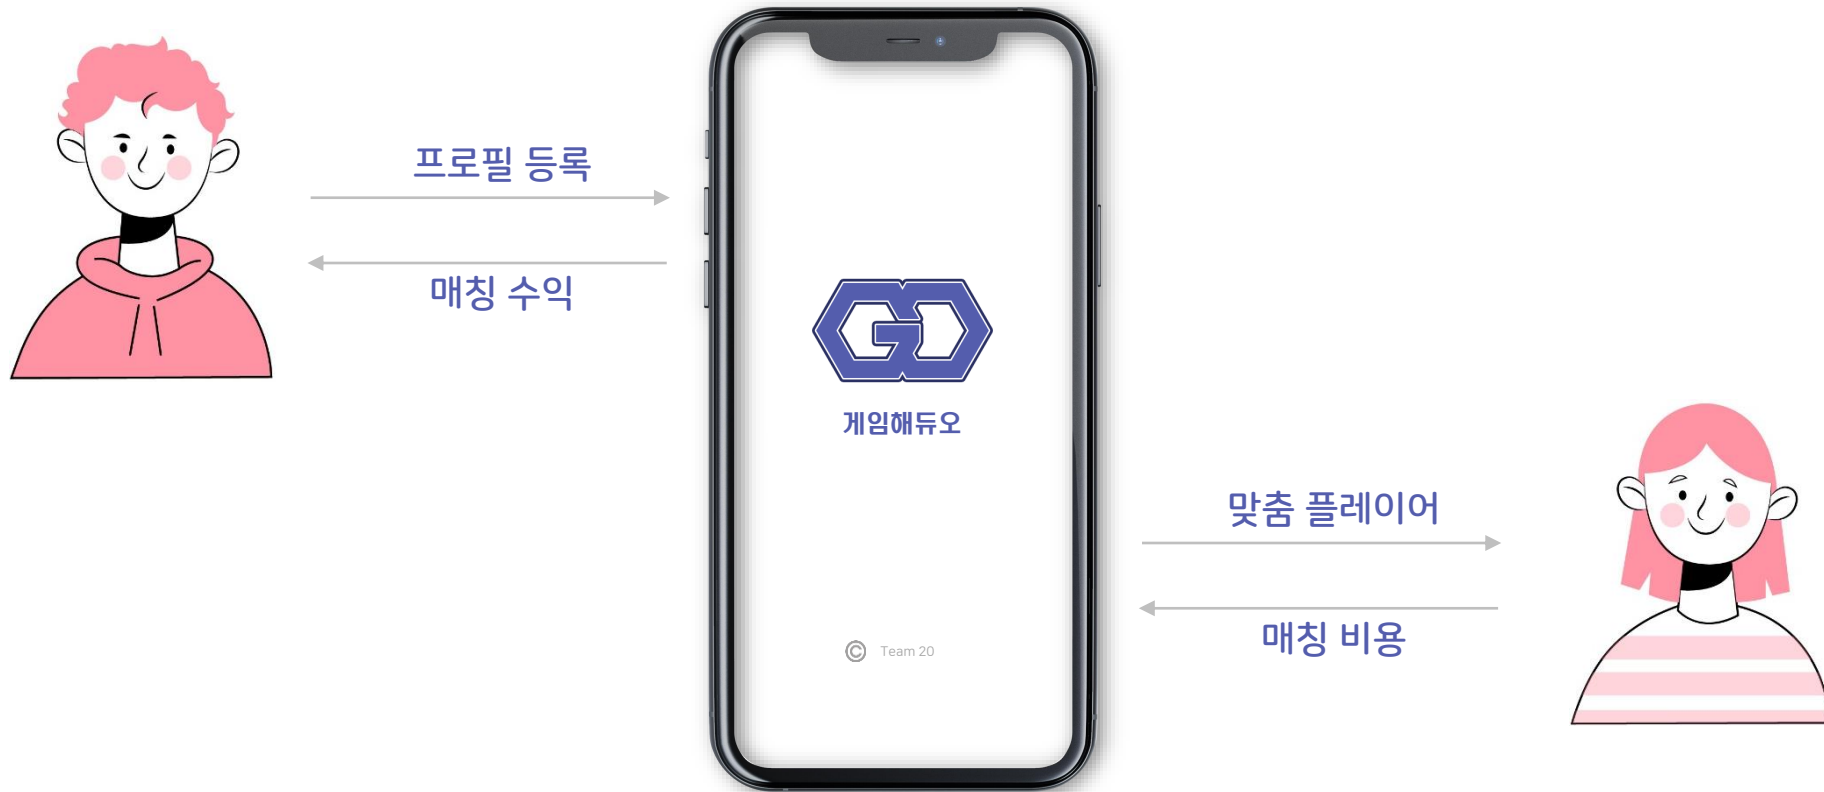 프로필 등록
매칭 수익
GD
게임해듀오
맞춤 플레이어
매칭 비용
© Team 20